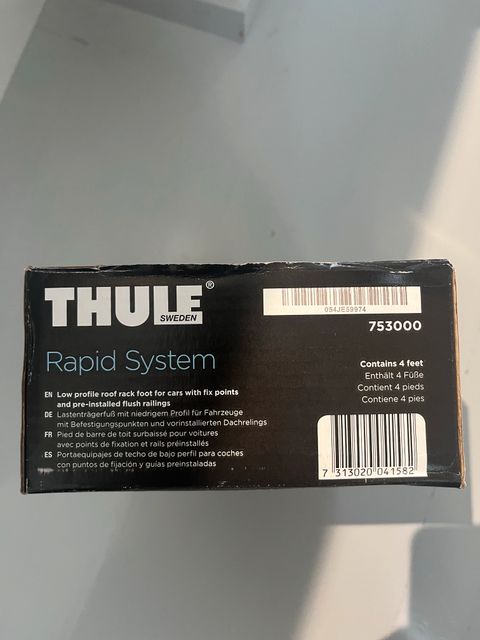 THULE®
SWEDEN
054JE59974
753000
Rapid System
Contains 4 feet
Enthält 4 Füße
Contient 4 pieds
Contiene 4 pies
EN Low profile roof rack foot for cars with fix points
and pre-installed flush railings
DE Lastenträgerfuß mit niedrigem Profil für Fahrzeuge
mit Befestigungspunkten und vorinstallierten Dachrelings
FR Pied de barre de toit surbaissé pour voitures
avec points de fixation et rails préinstallés
ES Portaequipajes de techo de bajo perfil para coches
con puntos de fijación y guías preinstaladas
7 313020 041582